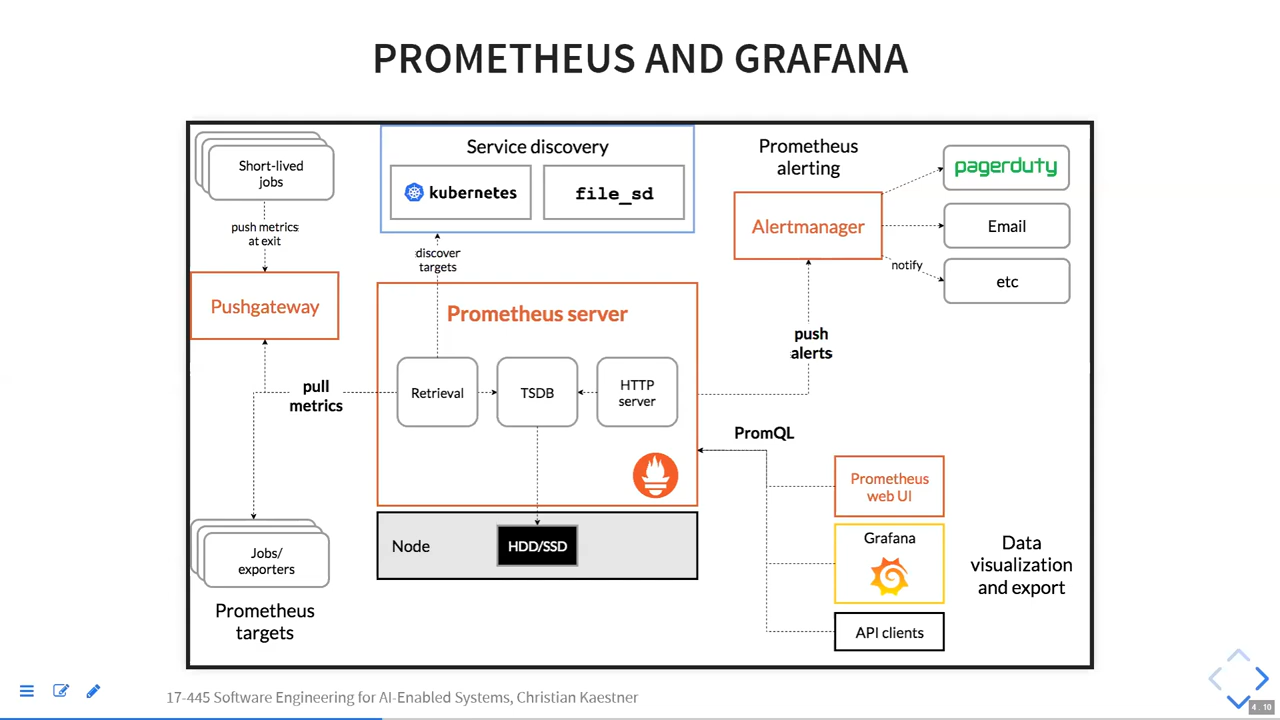 PROMETHEUS AND GRAFANA
Short-lived
jobs
push metrics
at exit
Pushgateway
pull
metrics
Jobs/
exporters
Prometheus
targets
Service discovery
kubernetes
file_sd
discover
targets
Prometheus server
Retrieval
TSDB
HTTP
server
Node
HDD/SSD
Prometheus
alerting
Alertmanager
pagerduty
Email
etc
notify
push
alerts
PromQL
Prometheus
web UI
Grafana
API clients
Data
visualization
and export
17-445 Software Engineering for AI-Enabled Systems, Christian Kaestner
4 . 10